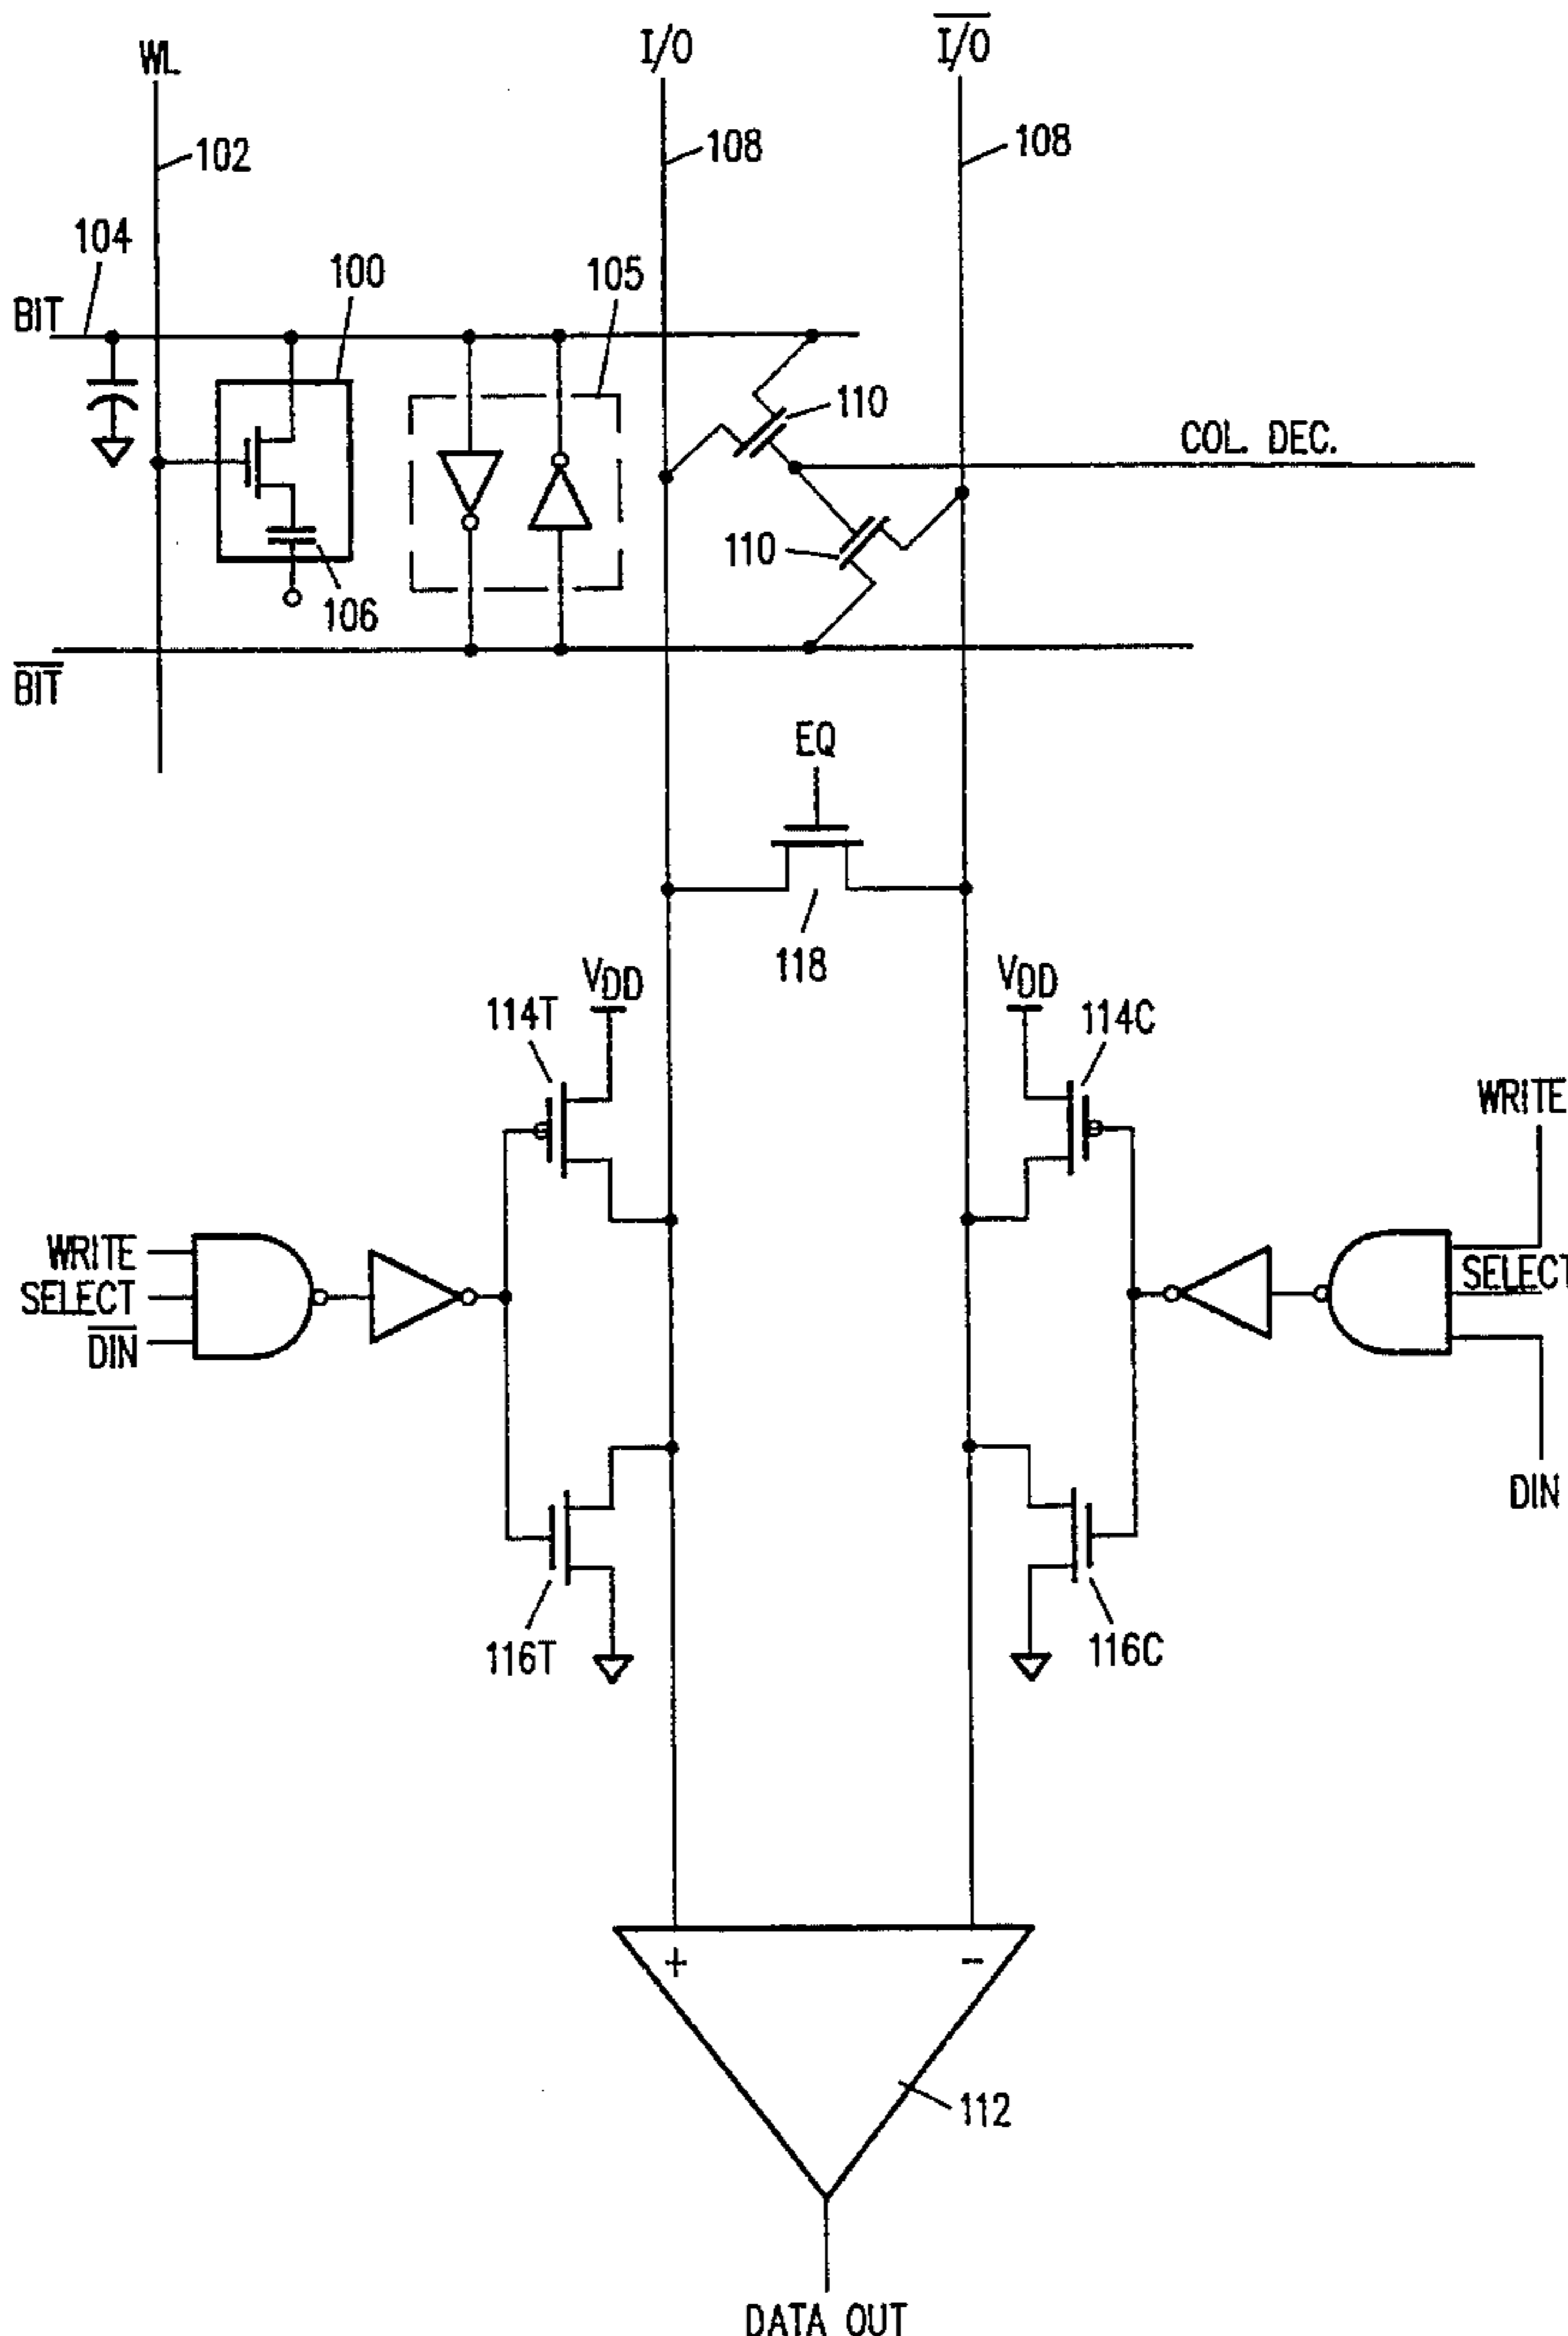 WL
I/O
I/O
102
108
108
104
100
105
BIT
110
COL. DEC.
110
106
BIT
EQ
118
VDD
VDD
114T
114C
WRITE
WRITE
SELECT
DIN
SELECT
DIN
116T
116C
+
−
112
DATA OUT